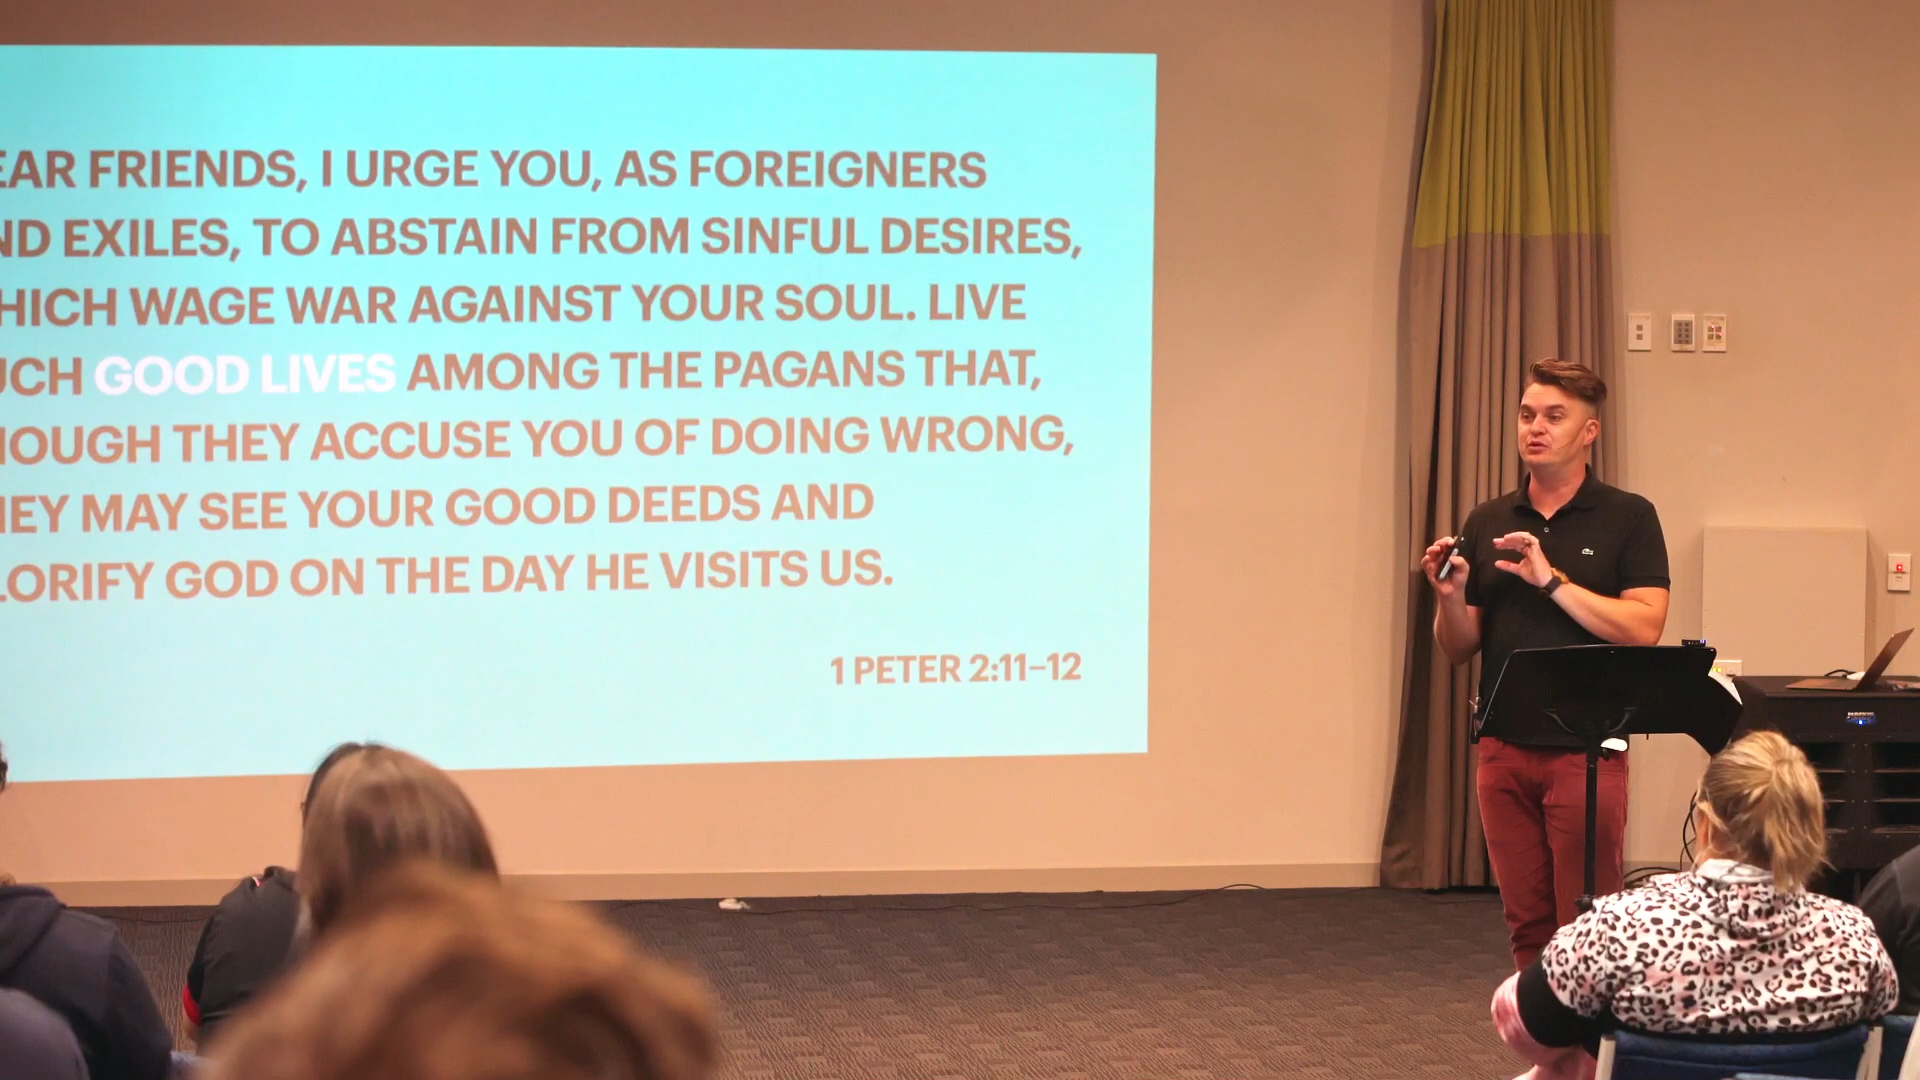 EAR FRIENDS, I URGE YOU, AS FOREIGNERS
ND EXILES, TO ABSTAIN FROM SINFUL DESIRES,
HICH WAGE WAR AGAINST YOUR SOUL. LIVE
UCH GOOD LIVES AMONG THE PAGANS THAT,
HOUGH THEY ACCUSE YOU OF DOING WRONG,
HEY MAY SEE YOUR GOOD DEEDS AND
LORIFY GOD ON THE DAY HE VISITS US.
1 PETER 2:11–12